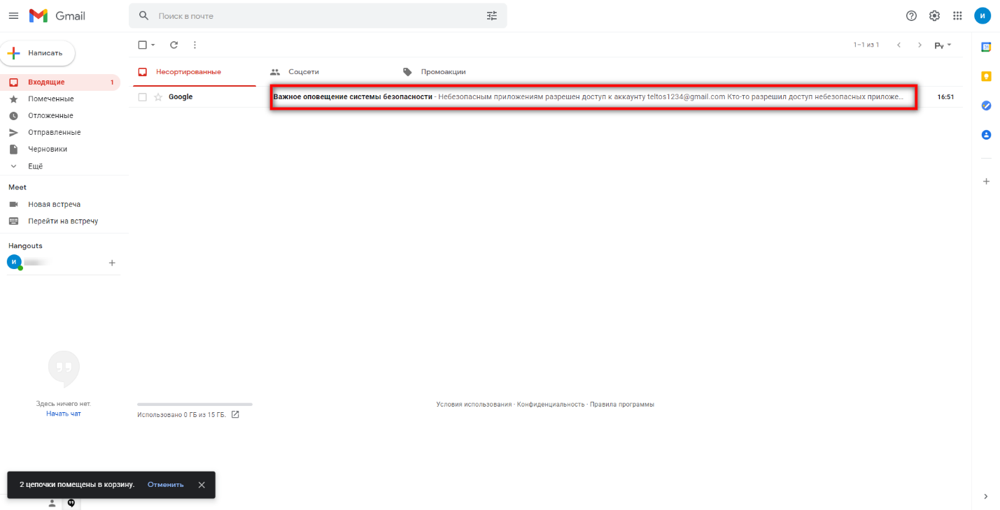 Gmail
Поиск в почте
И
Написать
1–1 из 1
Ру
31
Несортированные
Соцсети
Промоакции
Входящие
1
Google
Важное оповещение системы безопасности - Небезопасным приложениям разрешен доступ к аккаунту teltos1234@gmail.com Кто-то разрешил доступ небезопасных приложе...
16:51
Помеченные
Отложенные
Отправленные
Черновики
Ещё
Meet
Новая встреча
Перейти на встречу
Hangouts
И
Здесь ничего нет.
Начать чат
Использовано 0 ГБ из 15 ГБ.
Условия использования · Конфиденциальность · Правила программы
2 цепочки помещены в корзину.
Отменить